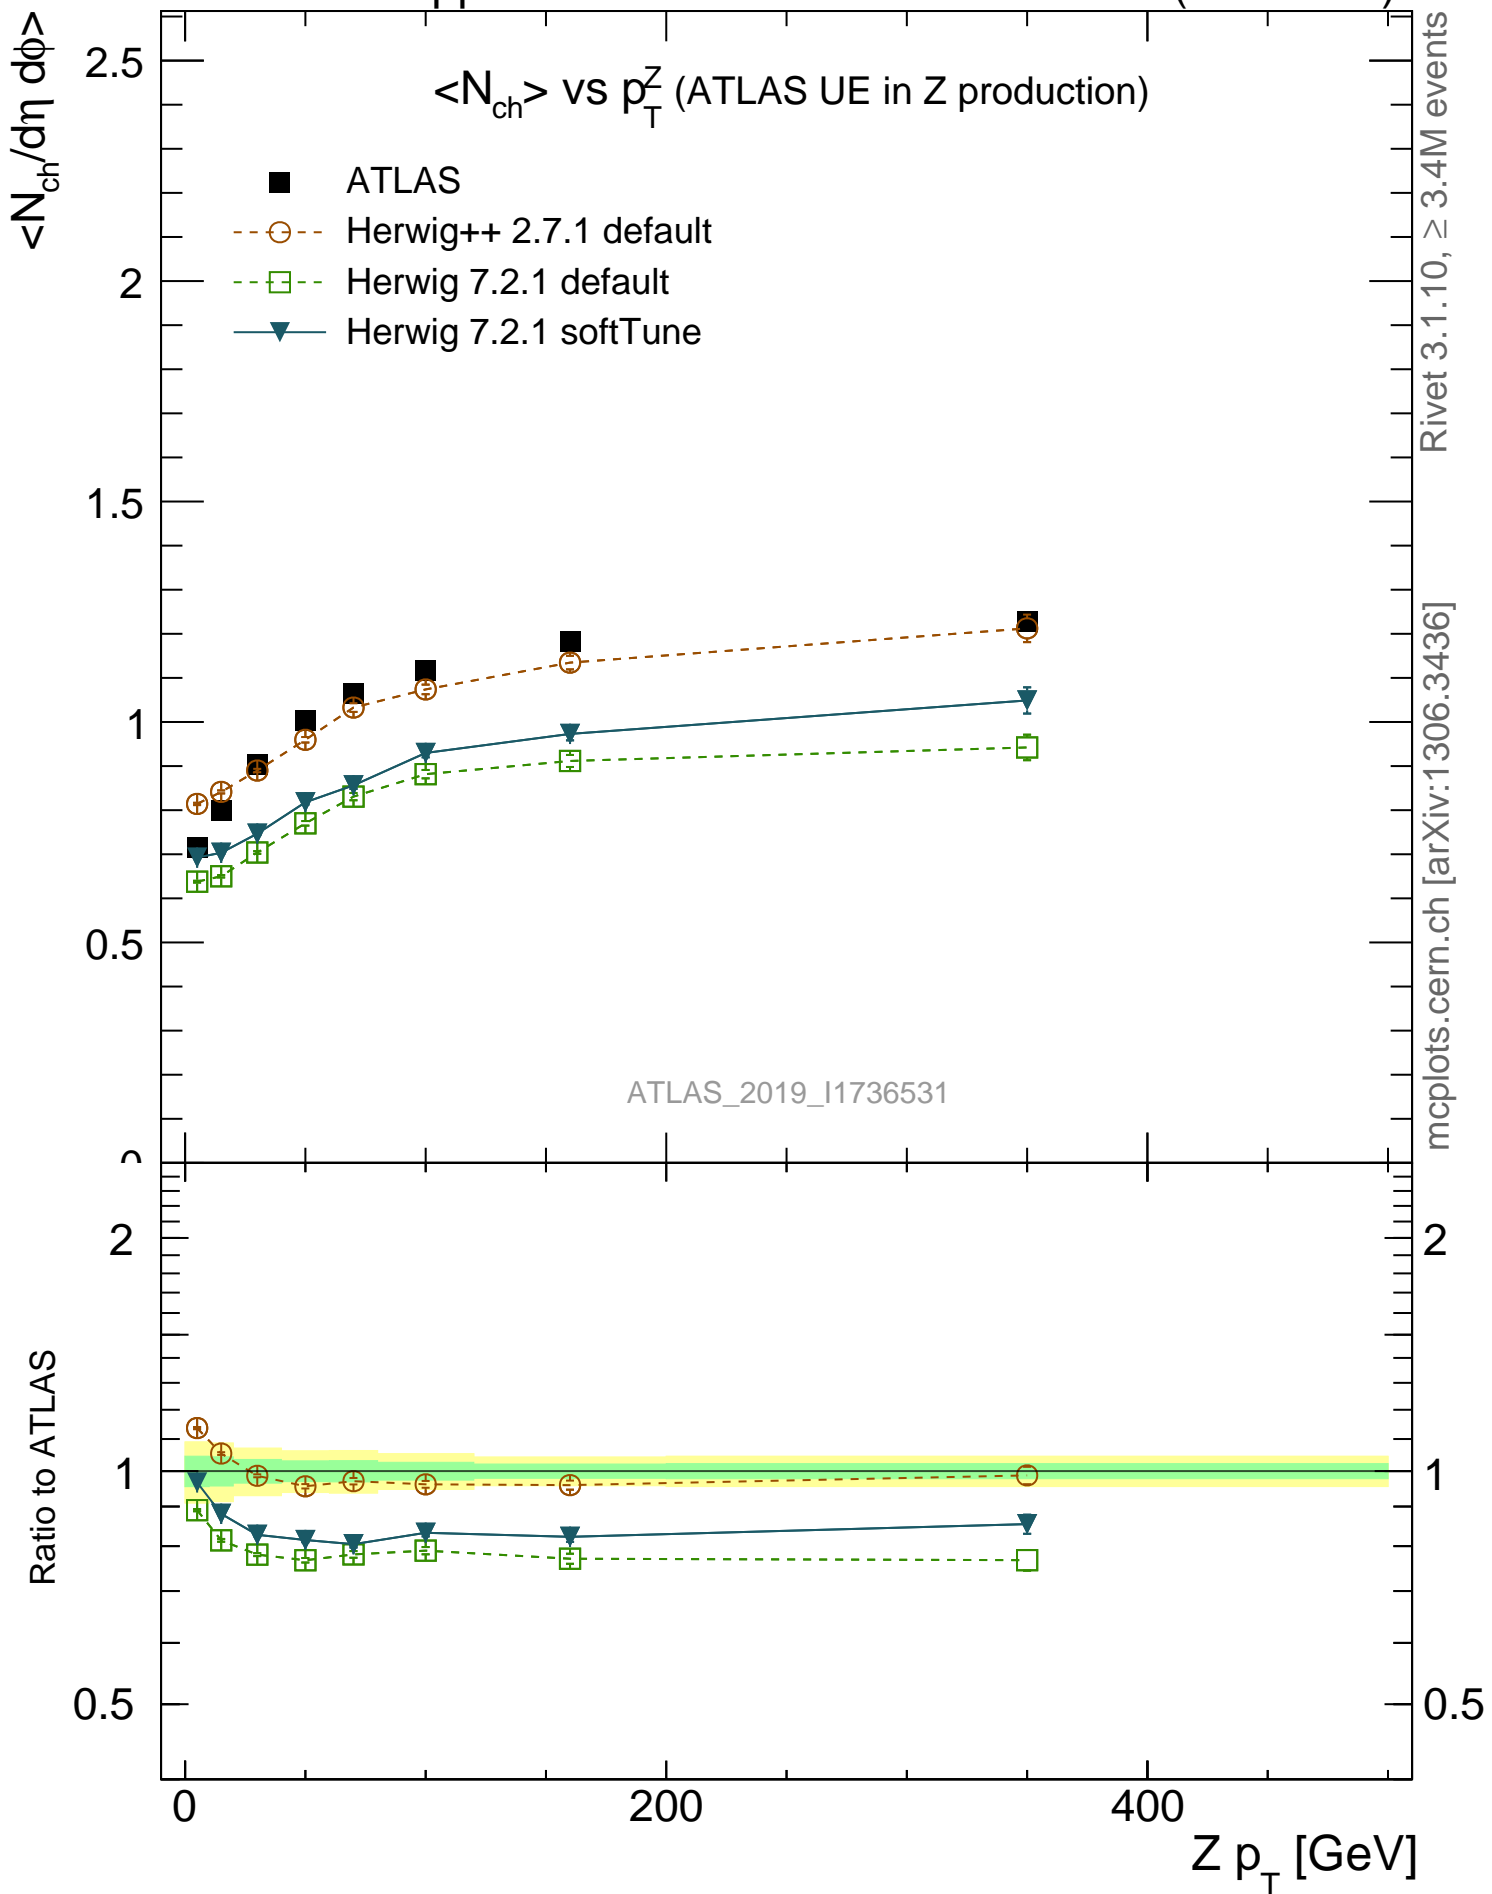 <N_ch> vs p_T^Z (ATLAS UE in Z production)
<N_ch/dη dϕ>
ATLAS
Herwig++ 2.7.1 default
Herwig 7.2.1 default
Herwig 7.2.1 softTune
2.5
2
1.5
1
0.5
0
ATLAS_2019_I1736531
Rivet 3.1.10, ≥ 3.4M events
mcplots.cern.ch [arXiv:1306.3436]
Ratio to ATLAS
2
1
0.5
2
1
0.5
0
200
400
Z p_T [GeV]